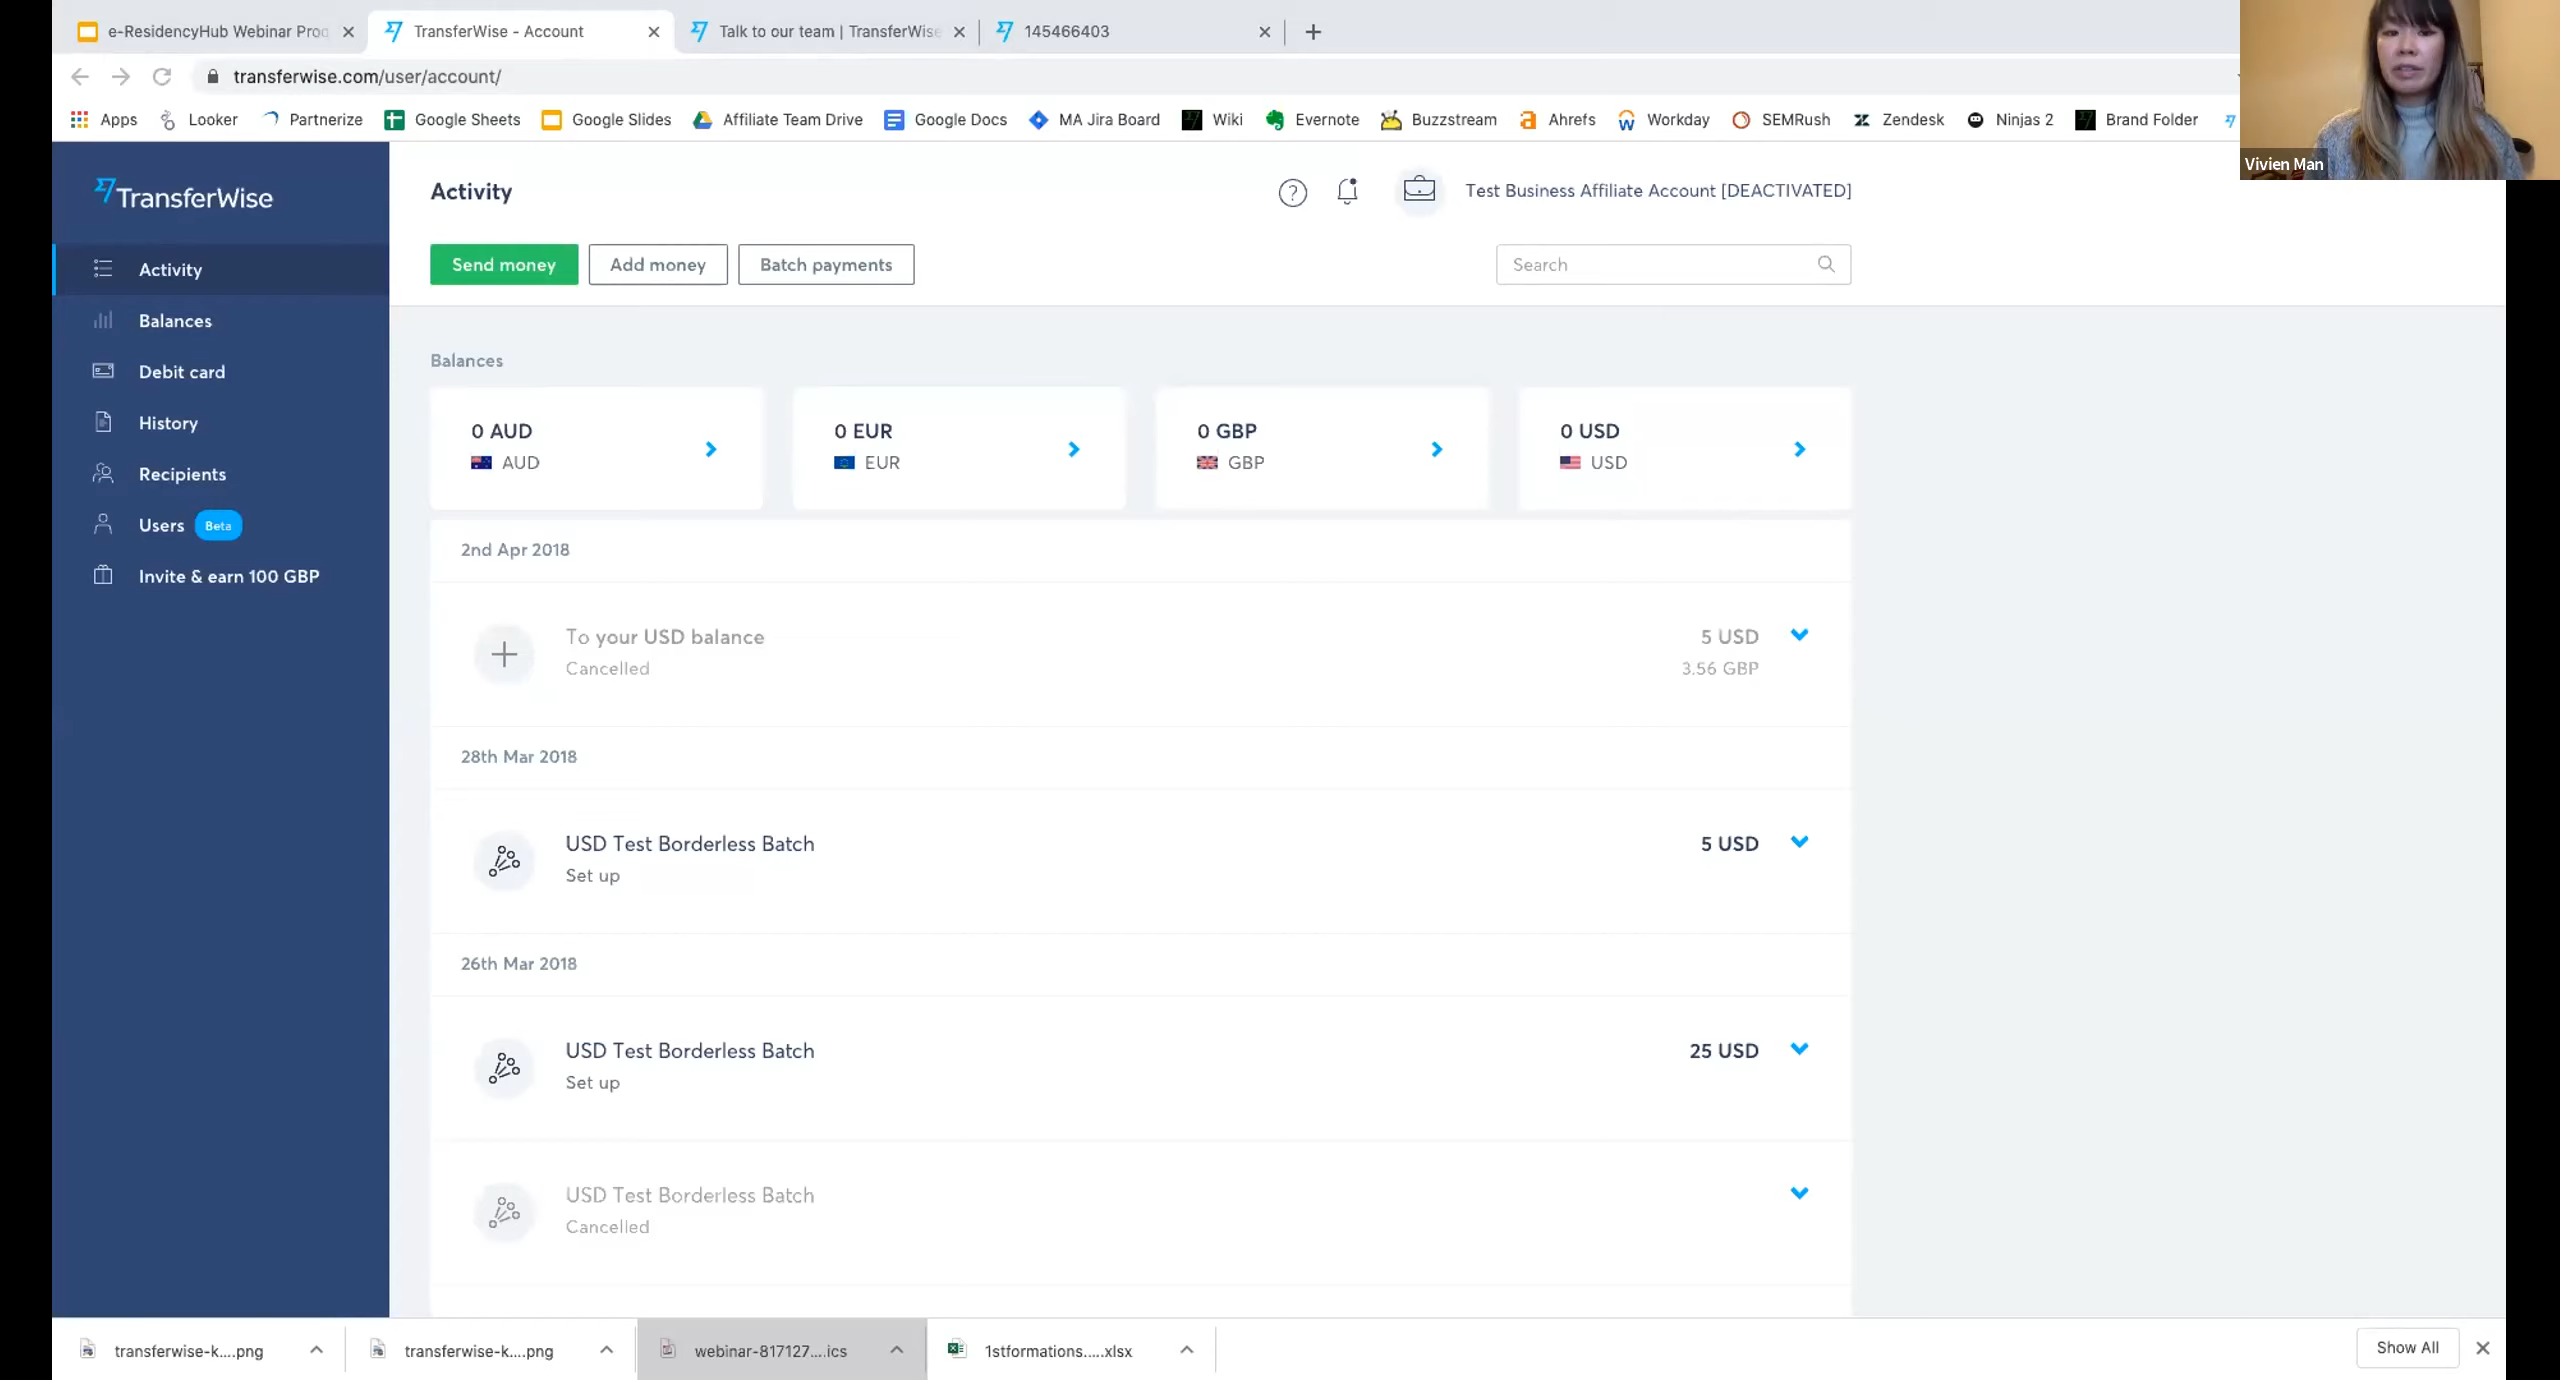 e-ResidencyHub Webinar Pro
TransferWise - Account
Talk to our team | TransferWise
145466403
transferwise.com/user/account/
Apps
Looker
Partnerize
Google Sheets
Google Slides
Affiliate Team Drive
Google Docs
MA Jira Board
Wiki
Evernote
Buzzstream
Ahrefs
Workday
SEMRush
Zendesk
Ninjas 2
Brand Folder
Vivien Man
TransferWise
Activity
Balances
Debit card
History
Recipients
Users Beta
Invite & earn 100 GBP
Activity
Test Business Affiliate Account [DEACTIVATED]
Send money
Add money
Batch payments
Search
Balances
0 AUD
AUD
0 EUR
EUR
0 GBP
GBP
0 USD
USD
2nd Apr 2018
To your USD balance
5 USD
Cancelled
3.56 GBP
28th Mar 2018
USD Test Borderless Batch
5 USD
Set up
26th Mar 2018
USD Test Borderless Batch
25 USD
Set up
USD Test Borderless Batch
Cancelled
transferwise-k....png
transferwise-k....png
webinar-817127....ics
1stformations.....xlsx
Show All